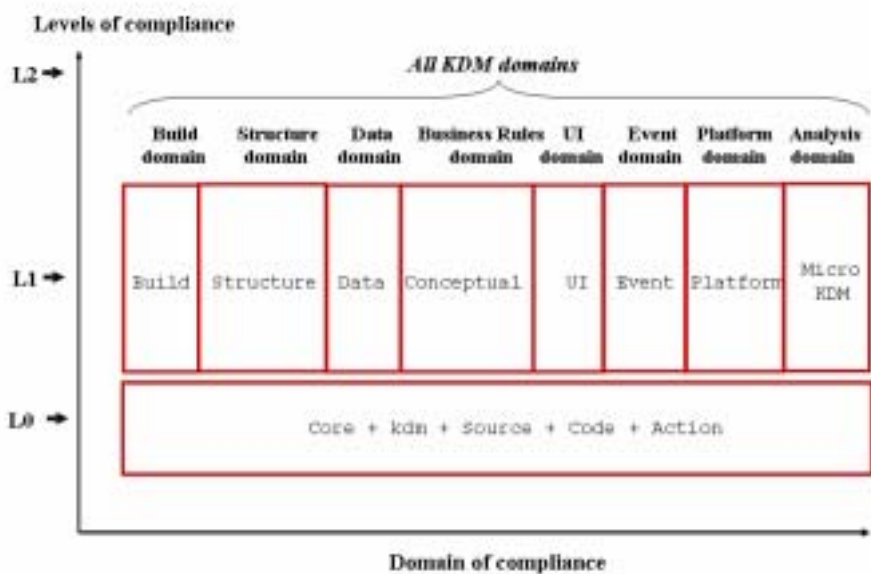 Levels of compliance
L2
All KDM domains
Build domain
Structure domain
Data domain
Business Rules domain
UI domain
Event domain
Platform domain
Analysis domain
L1
Build
Structure
Data
Conceptual
UI
Event
Platform
Micro
KDM
L0
Core + kdm + Source + Code + Action
Domain of compliance